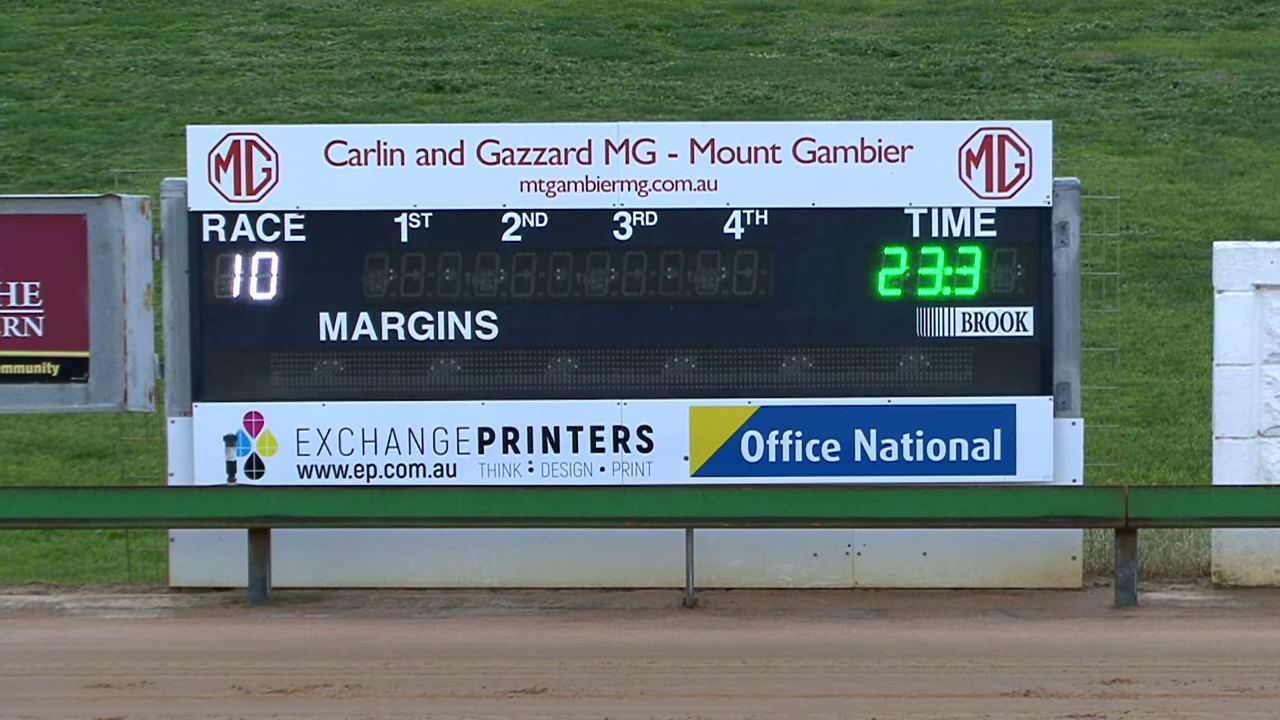 MG Carlin and Gazzard MG - Mount Gambier MG
mtgambiermg.com.au
RACE 1ST 2ND 3RD 4TH TIME
10 23:3
MARGINS BROOK
HE
ERN
mmunity
EXCHANGEPRINTERS
www.ep.com.au THINK : DESIGN • PRINT
Office National